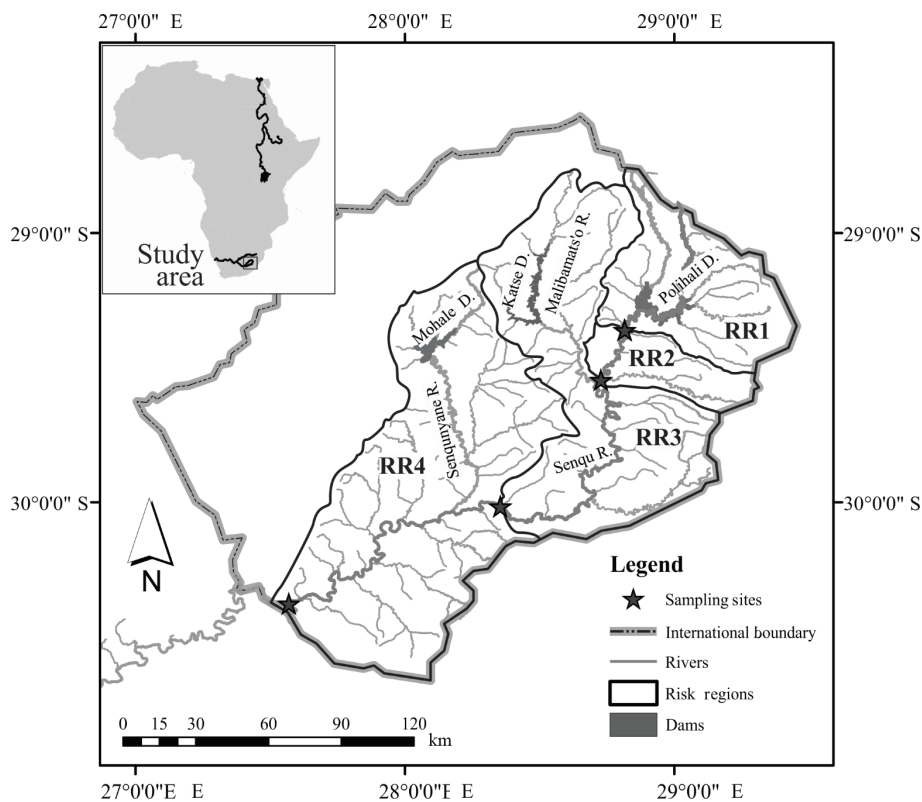 27°0'0" E 28°0'0" E 29°0'0" E
29°0'0" S 29°0'0" S
Study
area
Katse D.
Malibamats'o R.
Polihali D.
Mohale D.
RR1
RR2
Senqunyane R.
RR3
Senqu R.
RR4
30°0'0" S 30°0'0" S
N
Legend
Sampling sites
International boundary
Rivers
Risk regions
Dams
0 15 30 60 90 120
km
27°0'0" E 28°0'0" E E 29°0'0" E